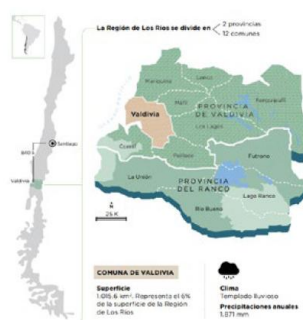 La Región de Los Ríos se divide en
2 provincias
12 comunas
Mariquina
Lanco
Máfil
Panguipulli
PROVINCIA
DE VALDIVIA
Valdivia
Los Lagos
Corral
Paillaco
Futrono
La Unión
PROVINCIA
DEL RANCO
Lago Ranco
Río Bueno
Santiago
Valdivia
N
25 K
COMUNA DE VALDIVIA
Superficie
1.015,6 km². Representa el 6%
de la superficie de la Región
de Los Ríos
Clima
Templado lluvioso
Precipitaciones anuales
1.871 mm